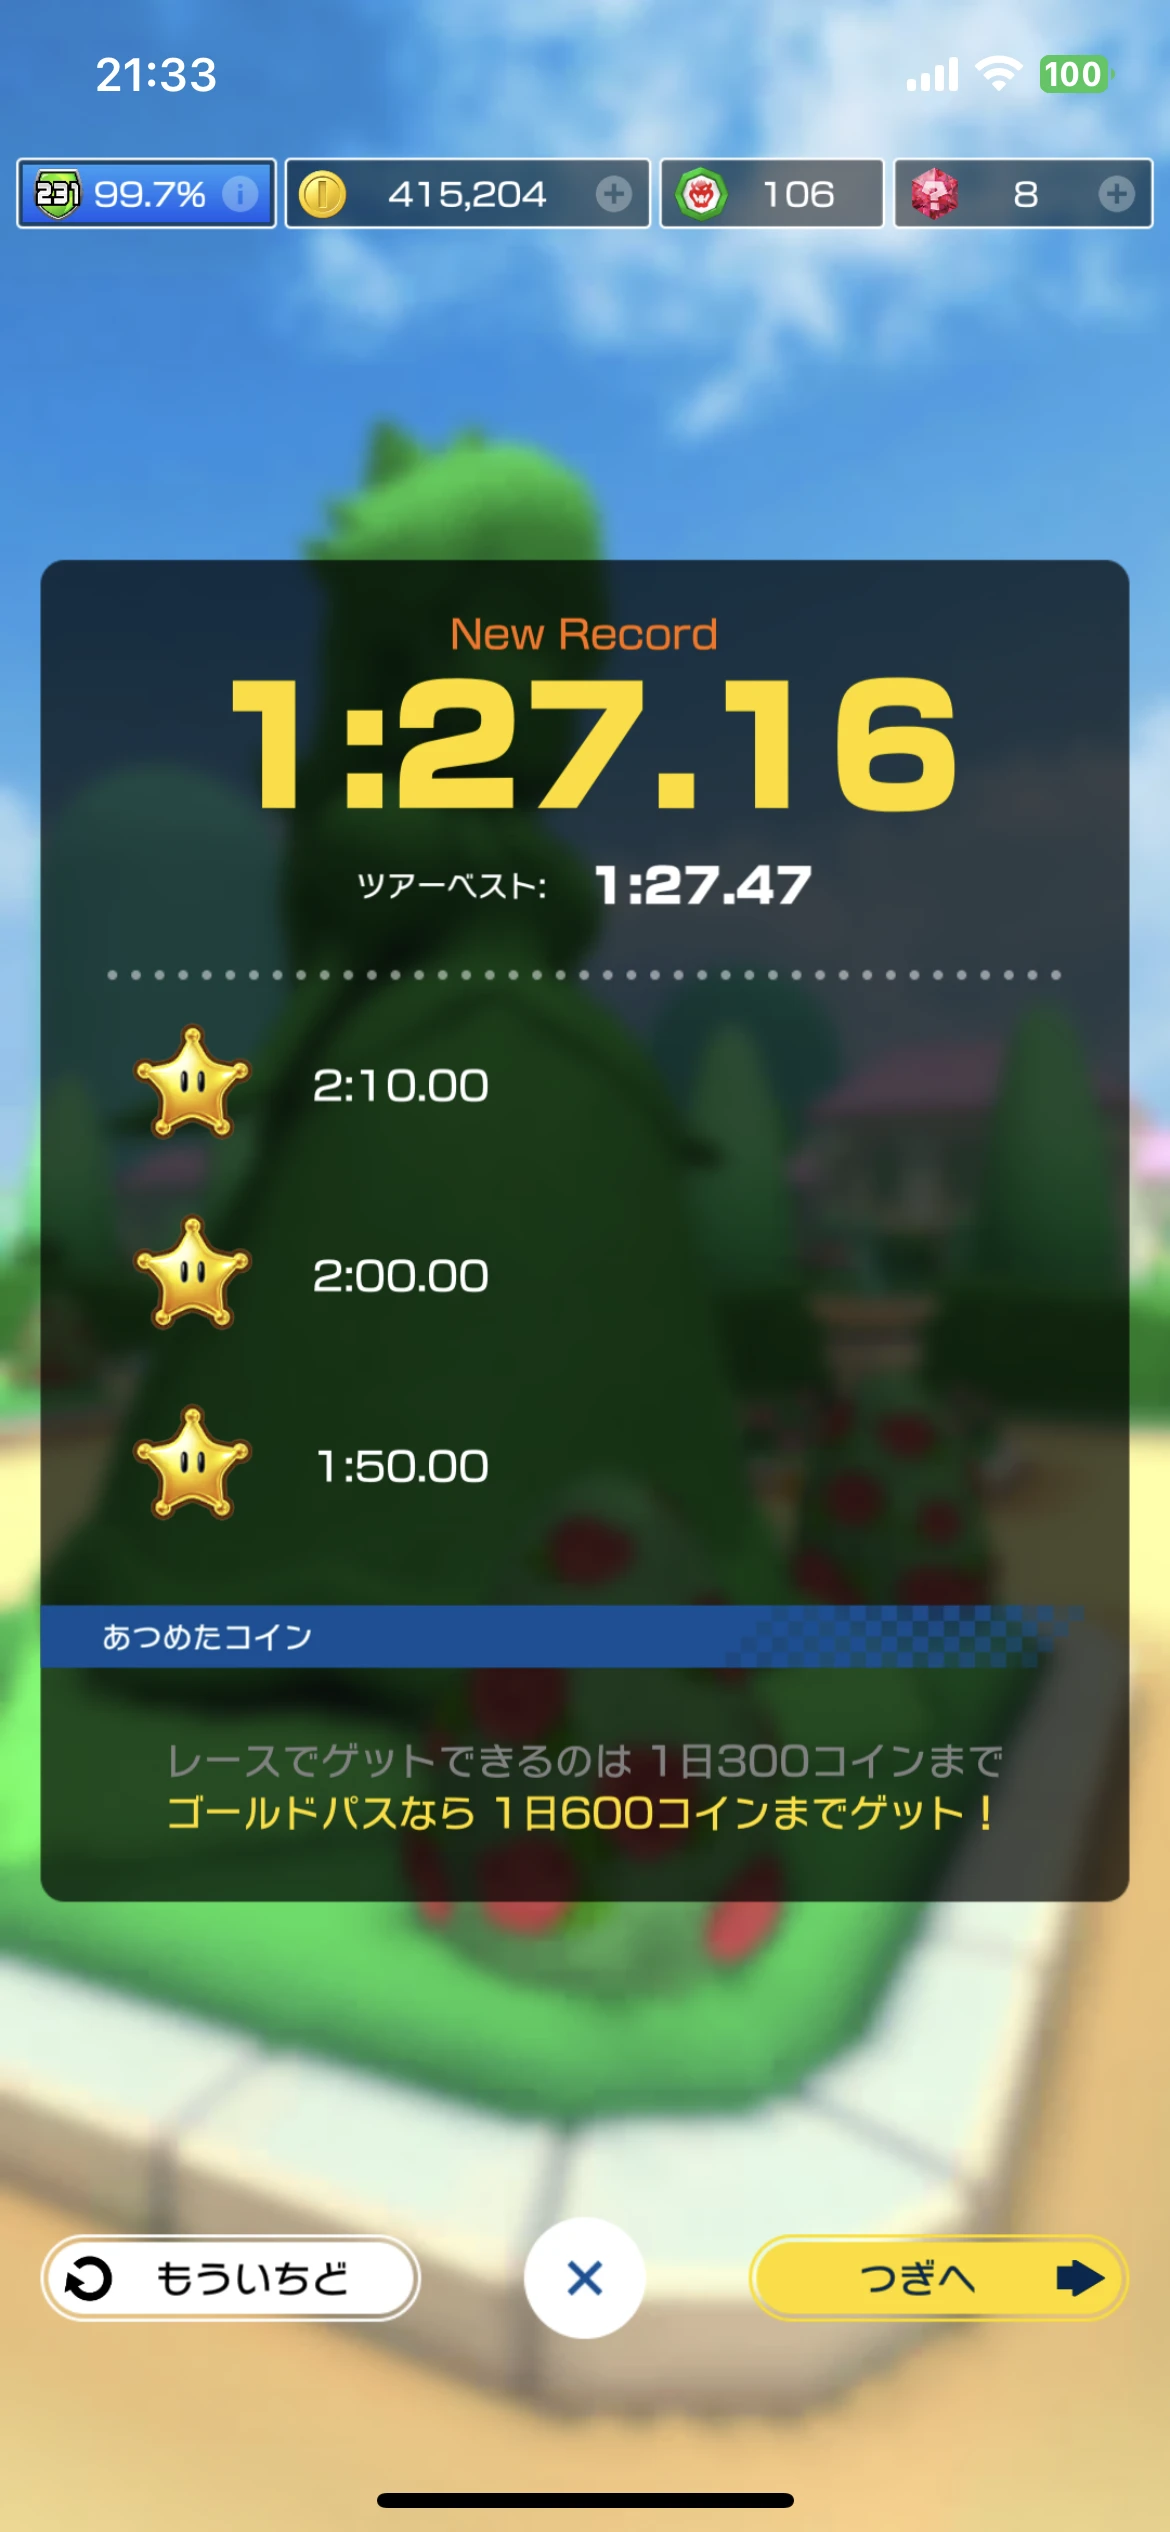 21:33
100
231 99.7% i 415,204 + 106 8 +
New Record
1:27.16
ツアーベスト: 1:27.47
2:10.00
2:00.00
1:50.00
あつめたコイン
レースでゲットできるのは 1日300コインまで
ゴールドパスなら 1日600コインまでゲット！
もういちど
つぎへ